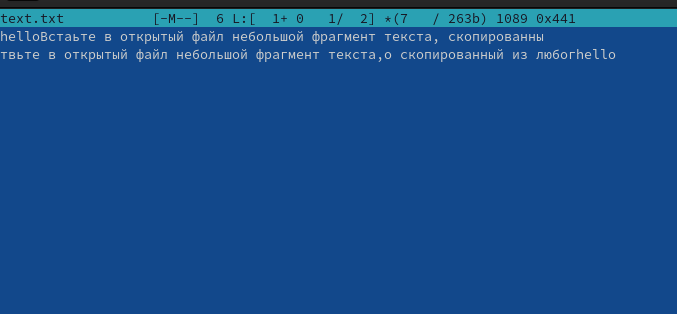 text.txt [-M--] 6 L:[ 1+ 0 1/ 2] *(7 / 263b) 1089 0x441
helloВстаьте в открытый файл небольшой фрагмент текста, скопированны
твьте в открытый файл небольшой фрагмент текста,о скопированный из любогhello